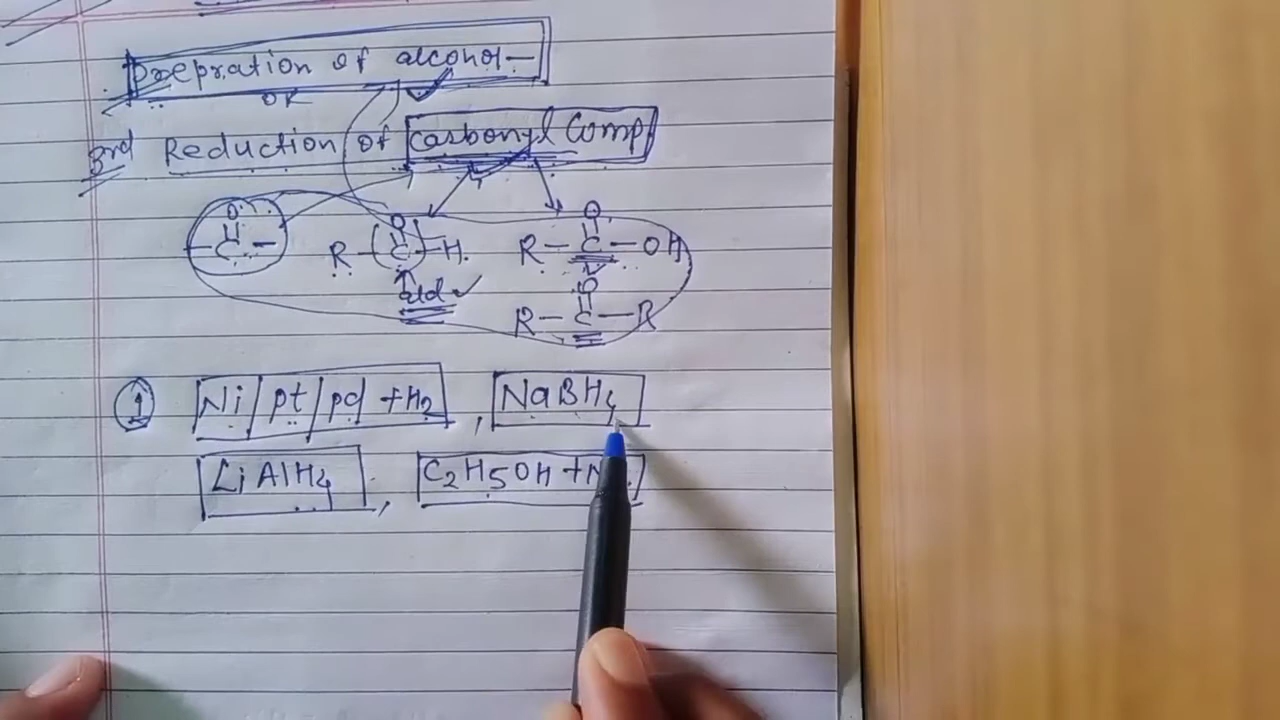 Prepration of alcohol—
OR
3rd Reduction of Carbonyl Comp
O O O
—C— R—(C)—H. R—C—OH
ald ✓ O
R—C—R
① Ni/pt/pd +H2, NaBH4
LiAlH4, C2H5OH +